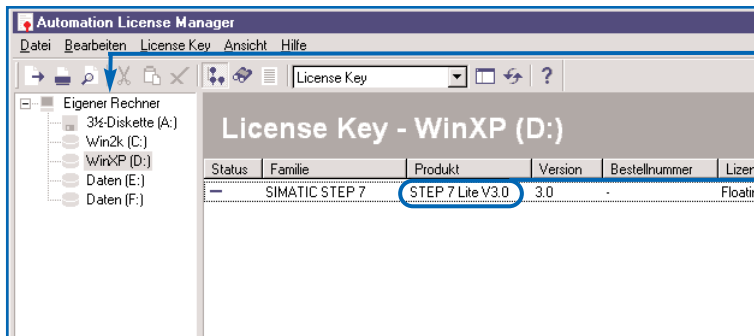 Automation License Manager
Datei Bearbeiten License Key Ansicht Hilfe
License Key
Eigener Rechner
3½-Diskette (A:)
Win2k (C:)
WinXP (D:)
Daten (E:)
Daten (F:)
License Key - WinXP (D:)
Status Familie Produkt Version Bestellnummer Lizen
SIMATIC STEP 7 STEP 7 Lite V3.0 3.0 - Floatin